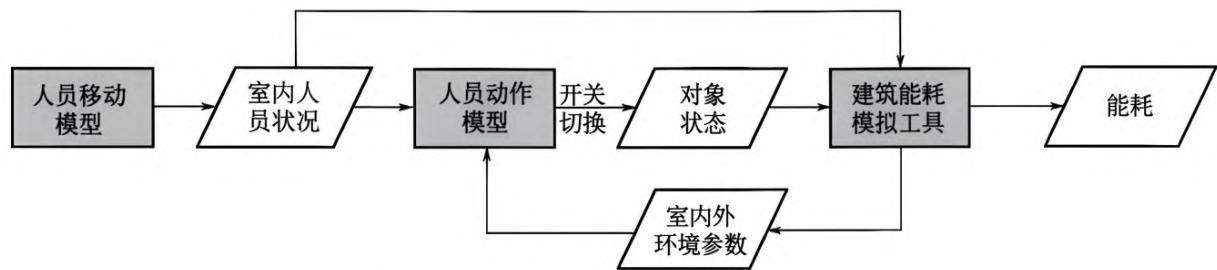 人员移动
模型
室内人
员状况
人员动作
模型
开关
切换
对象
状态
建筑能耗
模拟工具
能耗
室内外
环境参数